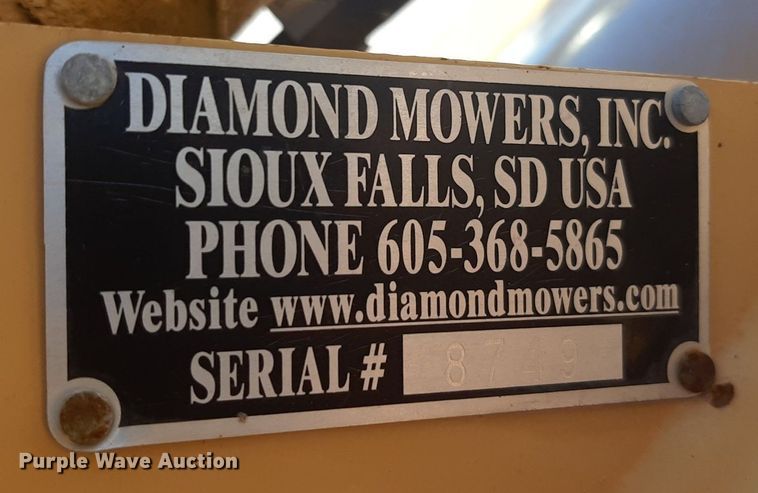 DIAMOND MOWERS, INC.
SIOUX FALLS, SD USA
PHONE 605-368-5865
Website www.diamondmowers.com
SERIAL # 8749
Purple Wave Auction